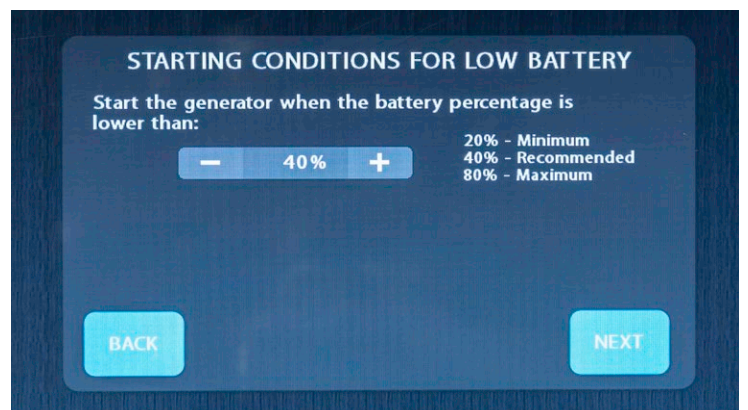 STARTING CONDITIONS FOR LOW BATTERY
Start the generator when the battery percentage is
lower than:
20% - Minimum
− 40% +
40% - Recommended
80% - Maximum
BACK
NEXT